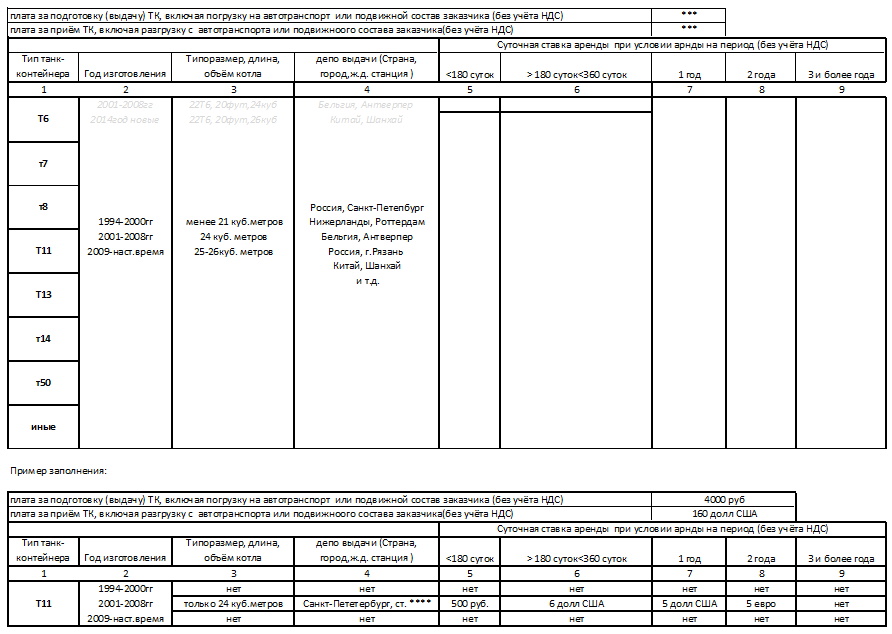 плата за подготовку (выдачу) ТК, включая погрузку на автотранспорт или подвижной состав заказчика (без учёта НДС) ***
плата за приём ТК, включая разгрузку с автотранспорта или подвижноого состава заказчика(без учёта НДС) ***
Суточная ставка аренды при условии арнды на период (без учёта НДС)
Тип танк-контейнера Год изготовления Типоразмер, длина, объём котла депо выдачи (Страна, город,ж.д. станция ) <180 суток > 180 суток<360 суток 1 год 2 года 3 и более года
1 2 3 4 5 6 7 8 9
Т6 2001-2008гг 22Т6, 20фут,24куб Бельгия, Антверпер
2014год новые 22Т6, 20фут,26куб Китай, Шанхай
т7
т8
Т11
Т13
т14
т50
иные
1994-2000гг
2001-2008гг
2009-наст.время
менее 21 куб.метров
24 куб. метров
25-26куб. метров
Россия, Санкт-Петебург
Нижерланды, Роттердам
Бельгия, Антверпер
Россия, г.Рязань
Китай, Шанхай
и т.д.
Пример заполнения:
плата за подготовку (выдачу) ТК, включая погрузку на автотранспорт или подвижной состав заказчика (без учёта НДС) 4000 руб
плата за приём ТК, включая разгрузку с автотранспорта или подвижноого состава заказчика(без учёта НДС) 160 долл США
Суточная ставка аренды при условии арнды на период (без учёта НДС)
Тип танк-контейнера Год изготовления Типоразмер, длина, объём котла депо выдачи (Страна, город,ж.д. станция ) <180 суток > 180 суток<360 суток 1 год 2 года 3 и более года
1 2 3 4 5 6 7 8 9
Т11
1994-2000гг нет нет нет нет нет нет нет
2001-2008гг только 24 куб.метров Санкт-Пететербург, ст. **** 500 руб. 6 долл США 5 долл США 5 евро нет
2009-наст.время нет нет нет нет нет нет нет